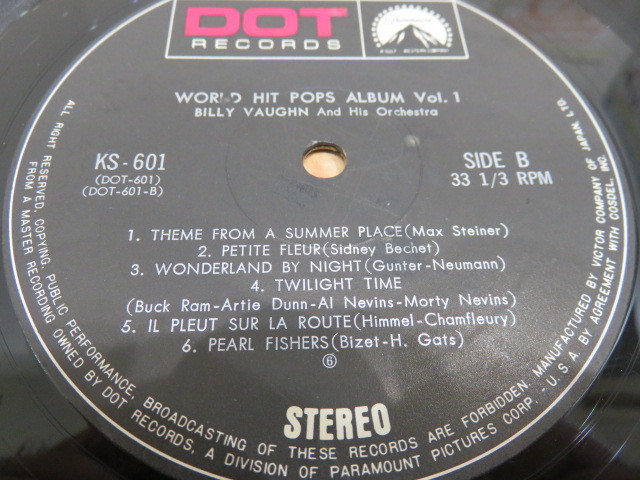 DOT
RECORDS
Paramount
WORLD HIT POPS ALBUM Vol. 1
BILLY VAUGHN And His Orchestra
KS-601
(DOT-601)
(DOT-601-B)
SIDE B
33 1/3 RPM
1. THEME FROM A SUMMER PLACE(Max Steiner)
2. PETITE FLEUR(Sidney Bechet)
3. WONDERLAND BY NIGHT(Gunter-Neumann)
4. TWILIGHT TIME
(Buck Ram-Artie Dunn-Al Nevins-Morty Nevins)
5. IL PLEUT SUR LA ROUTE(Himmel-Chamfleury)
6. PEARL FISHERS(Bizet-H. Gats)
⑥
STEREO
ALL RIGHT RESERVED, COPYING, PUBLIC PERFORMANCE, BROADCASTING OF THESE RECORDS ARE FORBIDDEN. MANUFACTURED BY VICTOR COMPANY OF JAPAN, LTD.
FROM A MASTER RECORDING OWNED BY DOT RECORDS, A DIVISION OF PARAMOUNT PICTURES CORP. - U. S. A. BY AGREEMENT WITH COSDEL, INC.